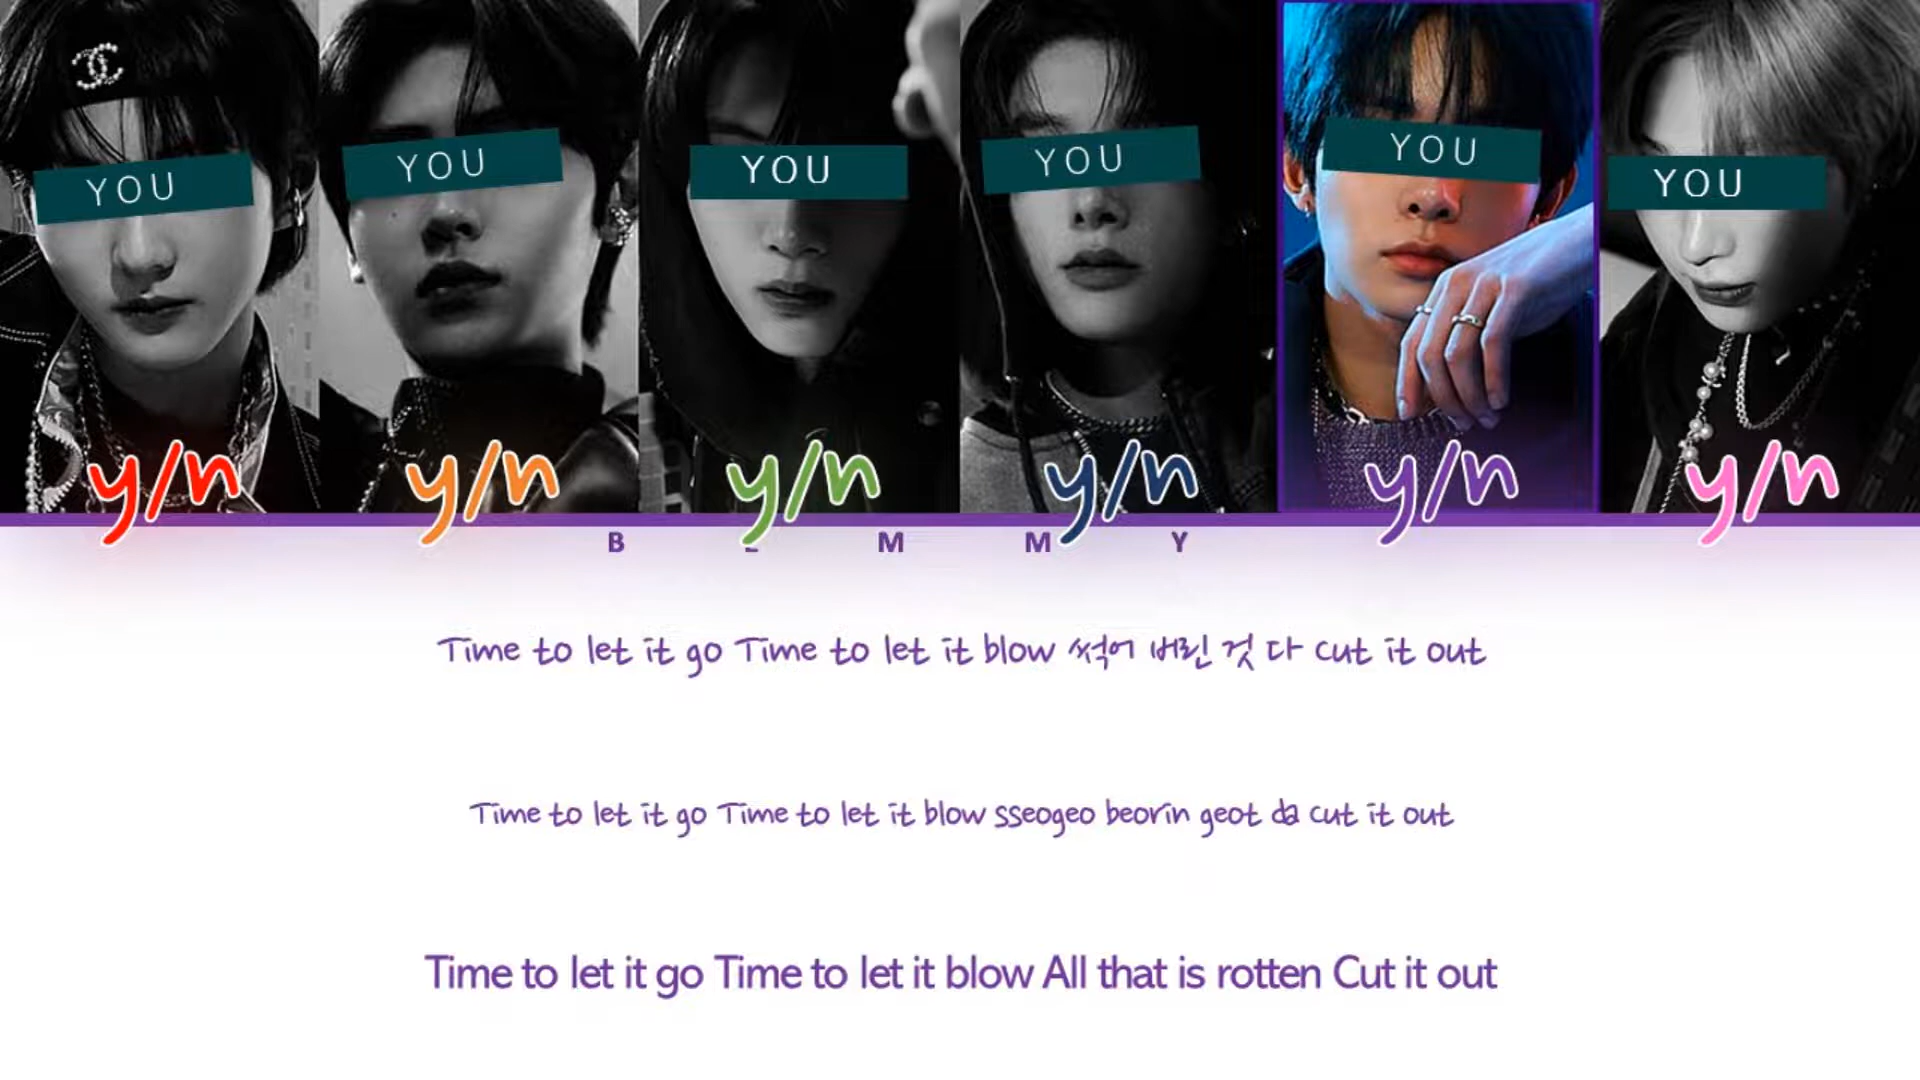 YOU YOU YOU YOU YOU YOU
y/n y/n y/n y/n y/n y/n
B L M M Y
Time to let it go Time to let it blow 썩어 버린 것 다 cut it out
Time to let it go Time to let it blow sseogeo beorin geot da cut it out
Time to let it go Time to let it blow All that is rotten Cut it out